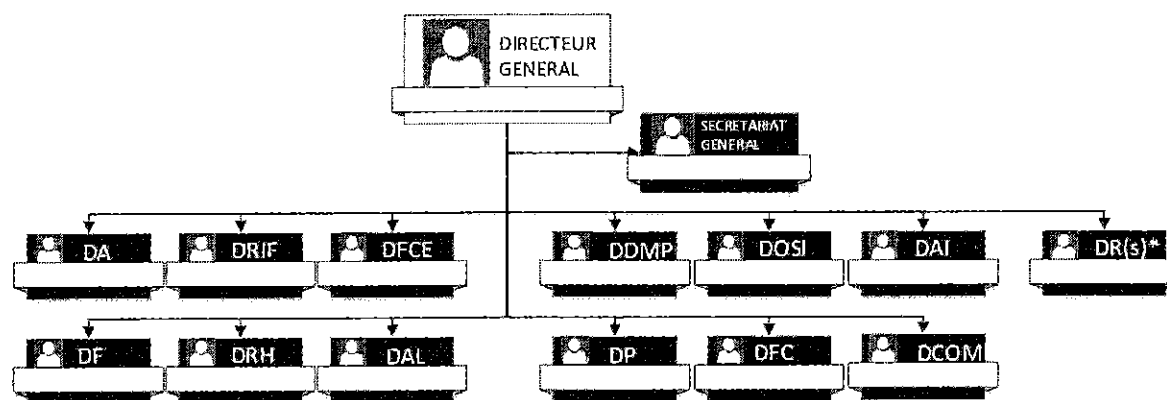 DIRECTEUR
GENERAL
SECRETARIAT
GENERAL
DA
DRIF
DFCE
DDMP
DOSI
DAI
DR(s)*
DF
DRH
DAL
DP
DFC
DCOM